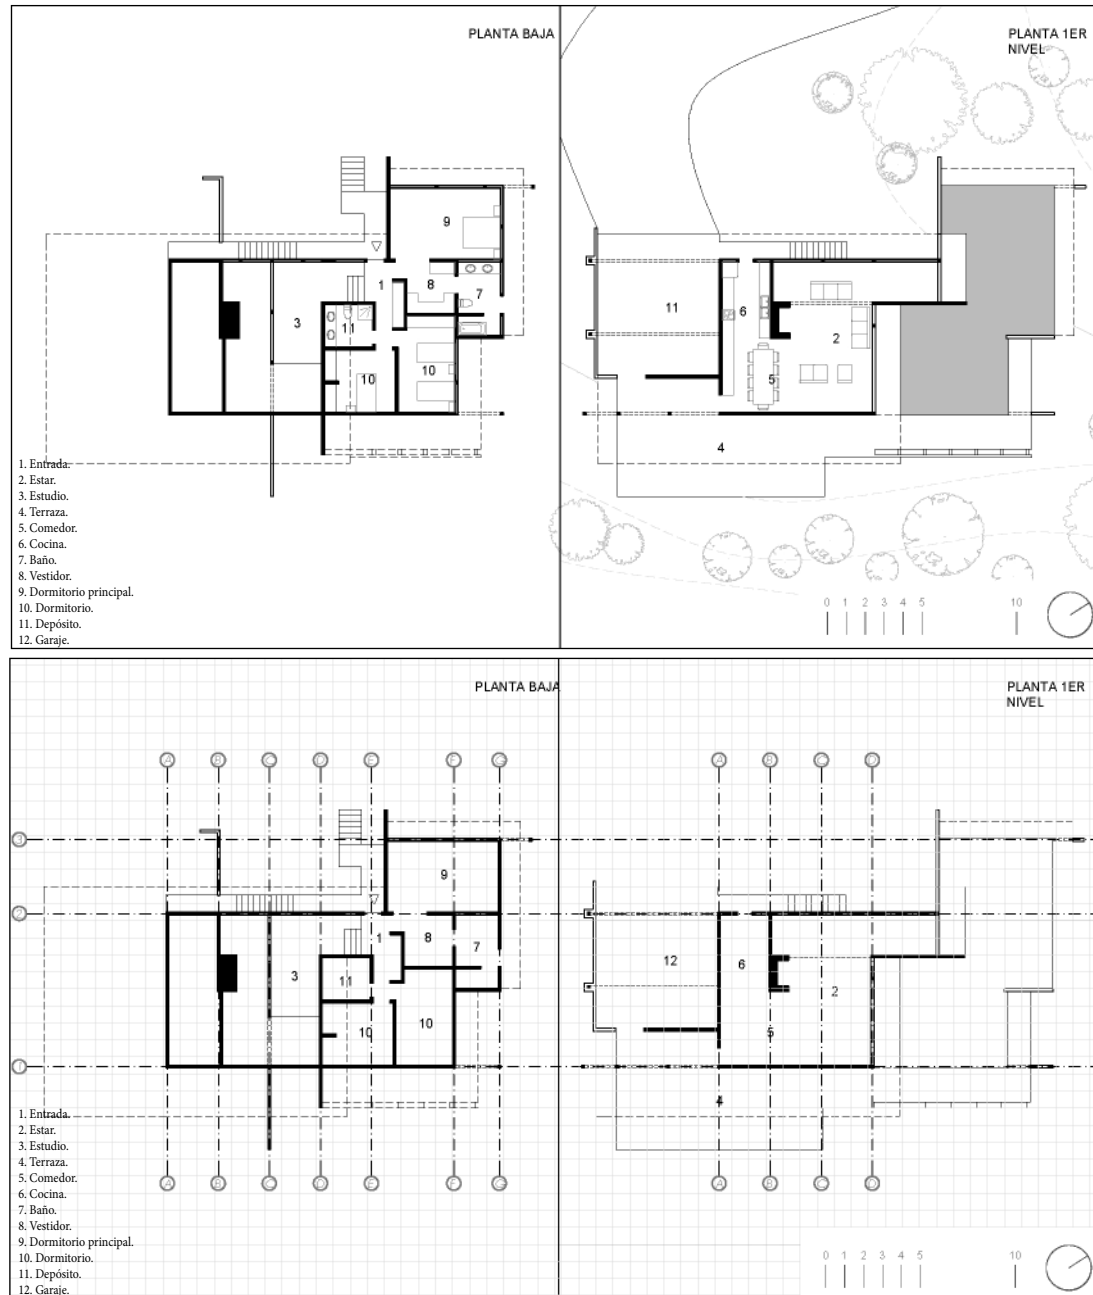 PLANTA BAJA
PLANTA 1ER
NIVEL
9
1
8
7
3
11
10
10
11
6
2
5
4
1. Entrada.
2. Estar.
3. Estudio.
4. Terraza.
5. Comedor.
6. Cocina.
7. Baño.
8. Vestidor.
9. Dormitorio principal.
10. Dormitorio.
11. Depósito.
12. Garaje.
0 1 2 3 4 5 10
PLANTA BAJA
PLANTA 1ER
NIVEL
A B C D E F G
A B C D
3
9
2
1
8
7
3
11
10
10
12
6
2
5
1
4
A B C D E F G
A B C D
1. Entrada.
2. Estar.
3. Estudio.
4. Terraza.
5. Comedor.
6. Cocina.
7. Baño.
8. Vestidor.
9. Dormitorio principal.
10. Dormitorio.
11. Depósito.
12. Garaje.
0 1 2 3 4 5 10